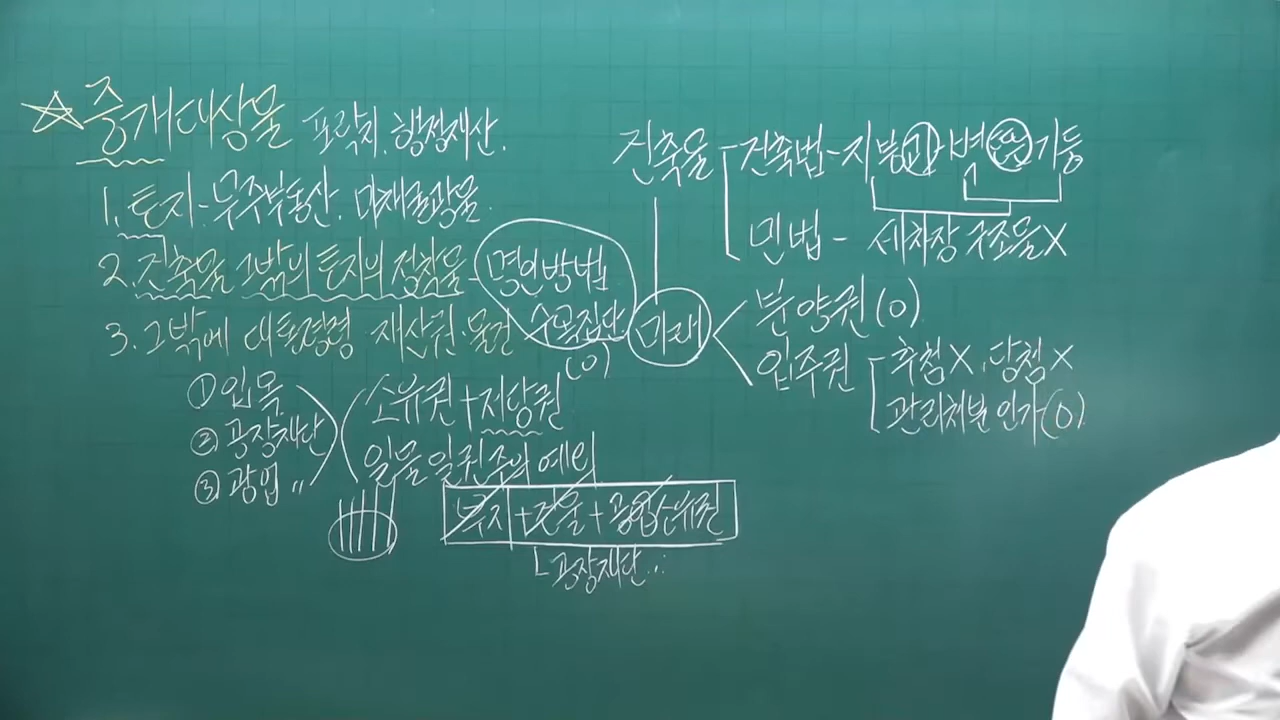 ☆중개대상물 포락지, 행정재산.
1. 토지 - 무주부동산, 미채굴광물.
2. 건축물 그밖의 토지의 정착물 - 명인방법 수목집단 (O)
3. 그밖에 대통령령 재산권·물건
① 입목
② 공장재단
③ 광업 〃
소유권 + 저당권
일물일권주의 예외
부지 + 건물 + 공업소유권
공장재단
건축물
건축법 - 지붕과 벽 또는 기둥
민법 - 세차장 구조물 X
미래
분양권 (O)
입주권
추첨 X, 당첨 X
관리처분 인가 (O)